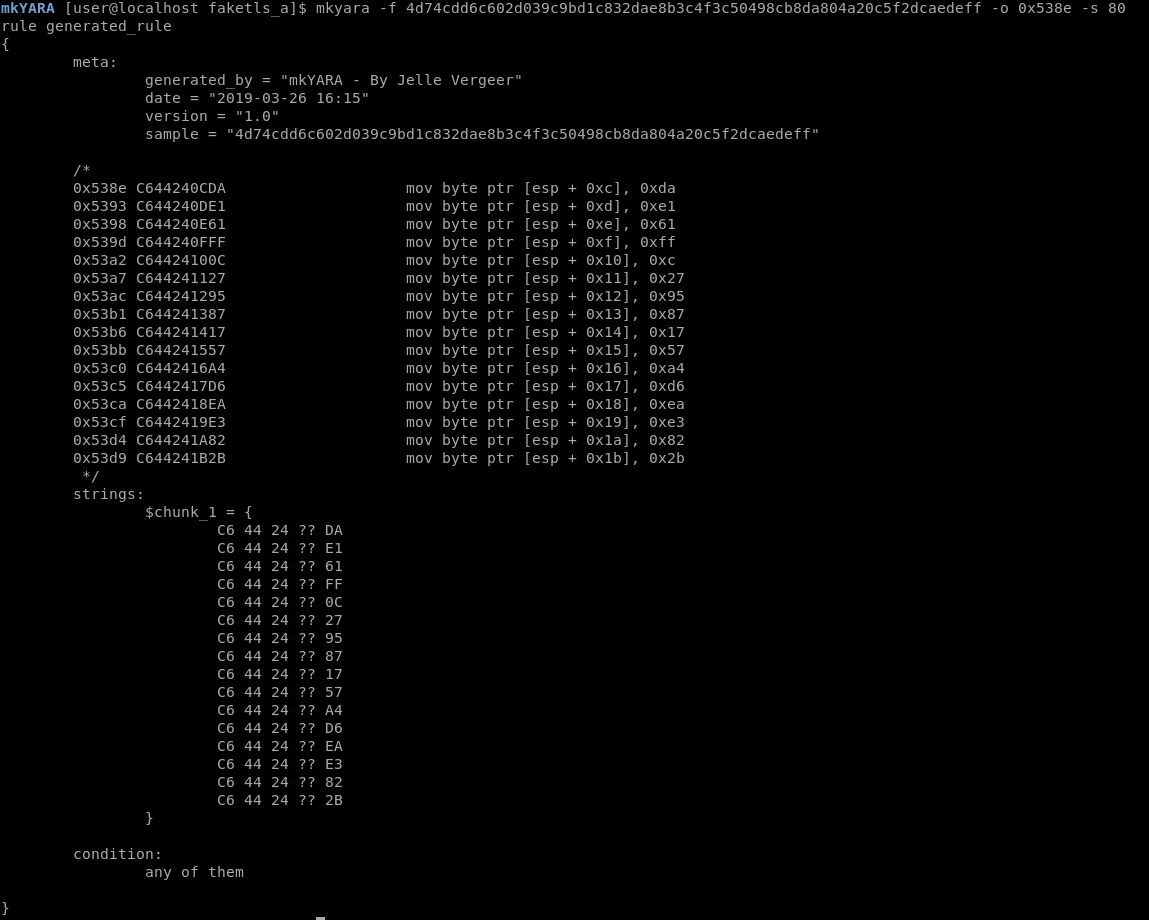 mkYARA [user@localhost faketls_a]$ mkyara -f 4d74cdd6c602d039c9bd1c832dae8b3c4f3c50498cb8da804a20c5f2dcaedeff -o 0x538e -s 80
rule generated_rule
{
        meta:
                generated_by = "mkYARA - By Jelle Vergeer"
                date = "2019-03-26 16:15"
                version = "1.0"
                sample = "4d74cdd6c602d039c9bd1c832dae8b3c4f3c50498cb8da804a20c5f2dcaedeff"

        /*
        0x538e C644240CDA                    mov byte ptr [esp + 0xc], 0xda
        0x5393 C644240DE1                    mov byte ptr [esp + 0xd], 0xe1
        0x5398 C644240E61                    mov byte ptr [esp + 0xe], 0x61
        0x539d C644240FFF                    mov byte ptr [esp + 0xf], 0xff
        0x53a2 C64424100C                    mov byte ptr [esp + 0x10], 0xc
        0x53a7 C644241127                    mov byte ptr [esp + 0x11], 0x27
        0x53ac C644241295                    mov byte ptr [esp + 0x12], 0x95
        0x53b1 C644241387                    mov byte ptr [esp + 0x13], 0x87
        0x53b6 C644241417                    mov byte ptr [esp + 0x14], 0x17
        0x53bb C644241557                    mov byte ptr [esp + 0x15], 0x57
        0x53c0 C6442416A4                    mov byte ptr [esp + 0x16], 0xa4
        0x53c5 C6442417D6                    mov byte ptr [esp + 0x17], 0xd6
        0x53ca C6442418EA                    mov byte ptr [esp + 0x18], 0xea
        0x53cf C6442419E3                    mov byte ptr [esp + 0x19], 0xe3
        0x53d4 C644241A82                    mov byte ptr [esp + 0x1a], 0x82
        0x53d9 C644241B2B                    mov byte ptr [esp + 0x1b], 0x2b
         */
        strings:
                $chunk_1 = {
                        C6 44 24 ?? DA
                        C6 44 24 ?? E1
                        C6 44 24 ?? 61
                        C6 44 24 ?? FF
                        C6 44 24 ?? 0C
                        C6 44 24 ?? 27
                        C6 44 24 ?? 95
                        C6 44 24 ?? 87
                        C6 44 24 ?? 17
                        C6 44 24 ?? 57
                        C6 44 24 ?? A4
                        C6 44 24 ?? D6
                        C6 44 24 ?? EA
                        C6 44 24 ?? E3
                        C6 44 24 ?? 82
                        C6 44 24 ?? 2B
                }

        condition:
                any of them

}